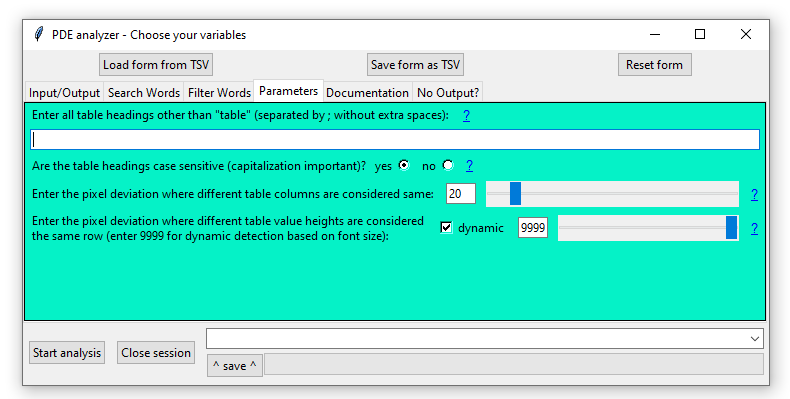 PDE analyzer - Choose your variables
Load form from TSV
Save form as TSV
Reset form
Input/Output
Search Words
Filter Words
Parameters
Documentation
No Output?
Enter all table headings other than "table" (separated by ; without extra spaces): ?
Are the table headings case sensitive (capitalization important)? yes no ?
Enter the pixel deviation where different table columns are considered same: 20 ?
Enter the pixel deviation where different table value heights are considered
the same row (enter 9999 for dynamic detection based on font size):
dynamic 9999 ?
Start analysis
Close session
^ save ^